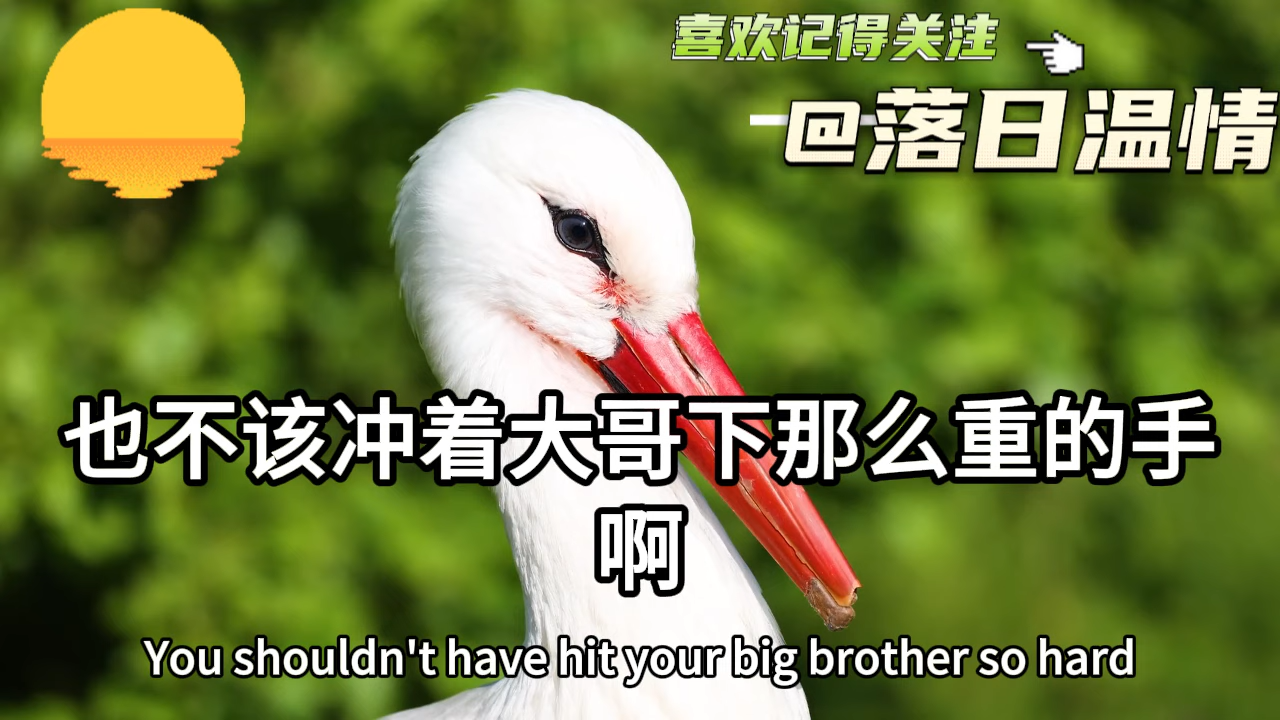 喜欢记得关注
@落日温情
也不该冲着大哥下那么重的手
啊
You shouldn't have hit your big brother so hard